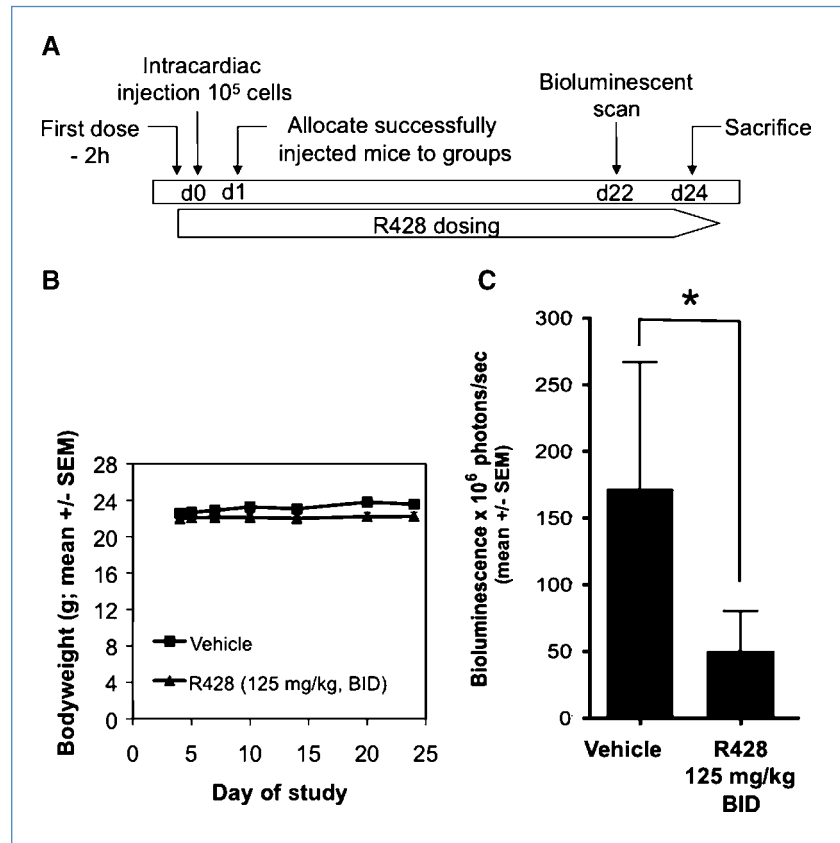 A
Intracardiac
injection 10⁵ cells
First dose
- 2h
Allocate successfully
injected mice to groups
Bioluminescent
scan
Sacrifice
d0 d1 d22 d24
R428 dosing
B
Bodyweight (g; mean +/- SEM)
28
24
20
16
12
8
4
0
Vehicle
R428 (125 mg/kg, BID)
0 5 10 15 20 25
Day of study
C
*
Bioluminescence x 10⁶ photons/sec
(mean +/- SEM)
300
250
200
150
100
50
0
Vehicle R428
125 mg/kg
BID